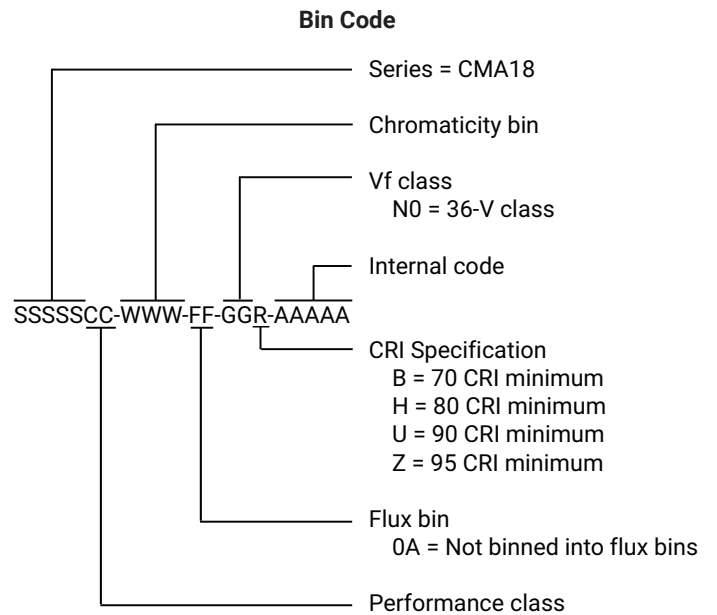 Bin Code
Series = CMA18
Chromaticity bin
Vf class
N0 = 36-V class
Internal code
SSSSSCC-WWW-FF-GGR-AAAAA
CRI Specification
B = 70 CRI minimum
H = 80 CRI minimum
U = 90 CRI minimum
Z = 95 CRI minimum
Flux bin
0A = Not binned into flux bins
Performance class